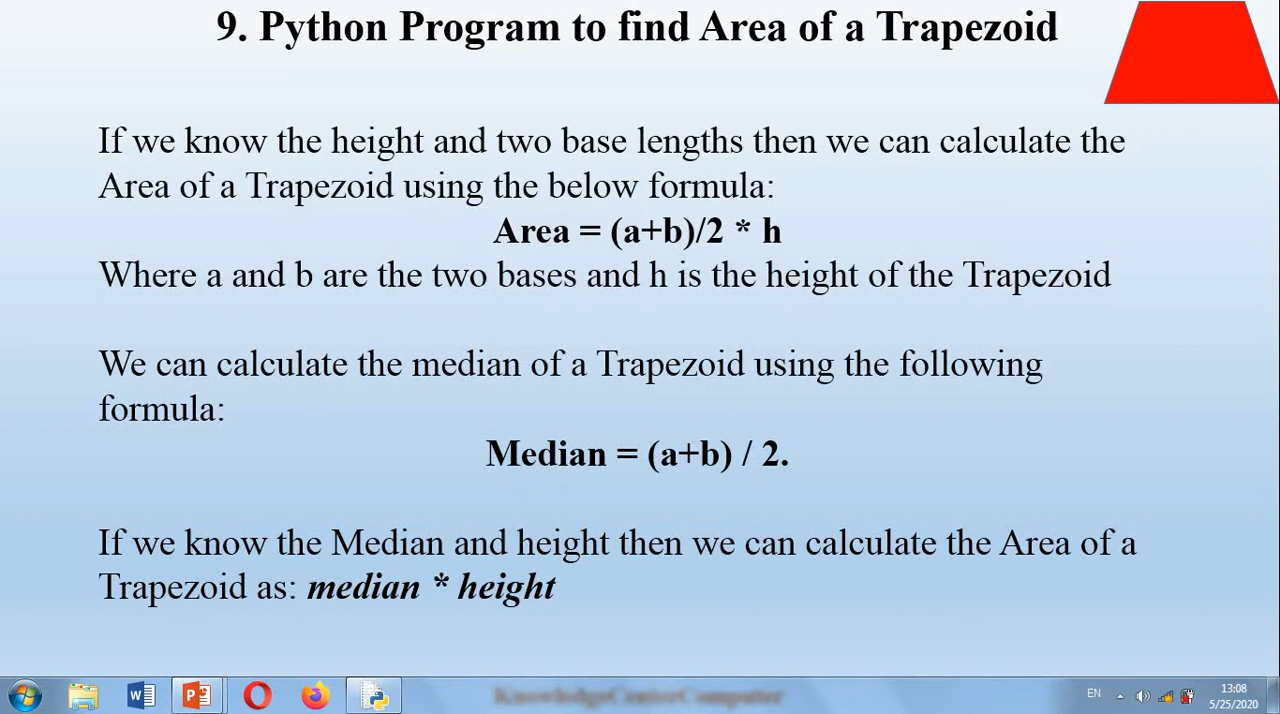 9. Python Program to find Area of a Trapezoid
If we know the height and two base lengths then we can calculate the
Area of a Trapezoid using the below formula:
Area = (a+b)/2 * h
Where a and b are the two bases and h is the height of the Trapezoid
We can calculate the median of a Trapezoid using the following
formula:
Median = (a+b) / 2.
If we know the Median and height then we can calculate the Area of a
Trapezoid as: median * height
KnowledgeCenterComputer
EN
13:08
5/25/2020